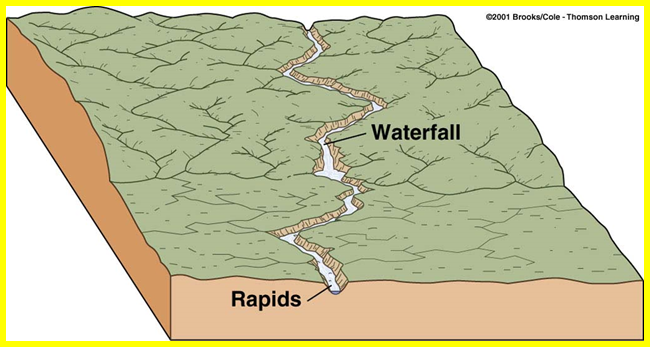 ©2001 Brooks/Cole - Thomson Learning
Waterfall
Rapids